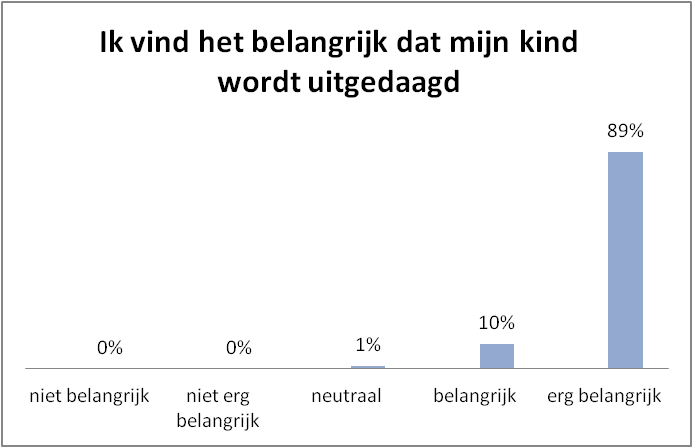 Ik vind het belangrijk dat mijn kind
wordt uitgedaagd
89%
10%
1%
0%
0%
niet belangrijk
niet erg
belangrijk
neutraal
belangrijk
erg belangrijk